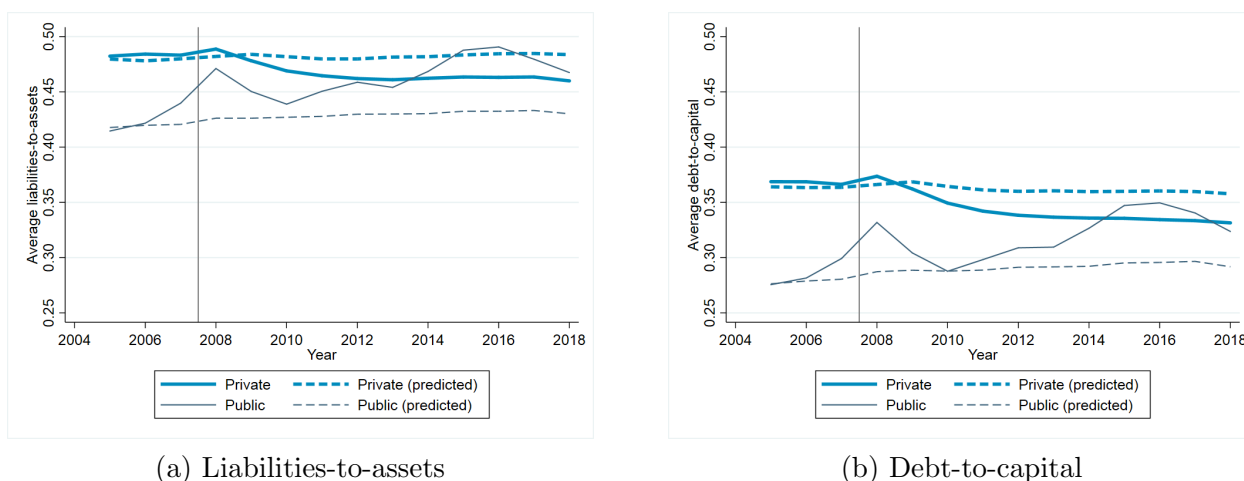 0.50
0.45
0.40
0.35
0.30
0.25
Average liabilities-to-assets
2004 2006 2008 2010 2012 2014 2016 2018
Year
Private Private (predicted)
Public Public (predicted)
(a) Liabilities-to-assets
0.50
0.45
0.40
0.35
0.30
0.25
Average debt-to-capital
2004 2006 2008 2010 2012 2014 2016 2018
Year
Private Private (predicted)
Public Public (predicted)
(b) Debt-to-capital